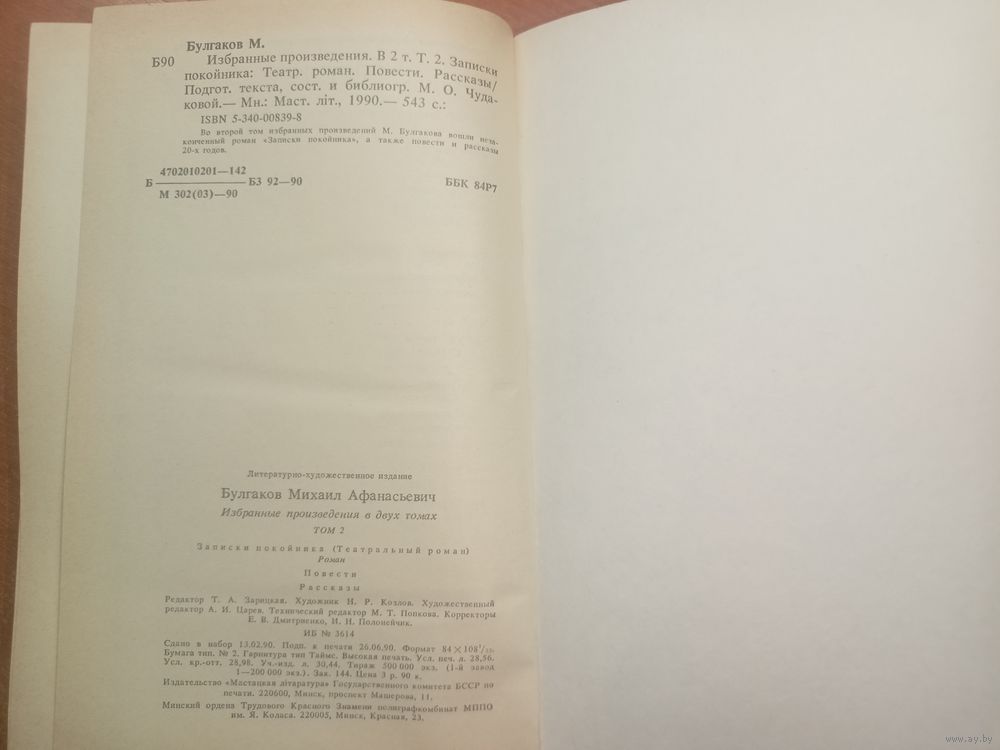 Булгаков М.
Б90 Избранные произведения. В 2 т. Т. 2. Записки
покойника: Театр. роман. Повести. Рассказы/
Подгот. текста, сост. и библиогр. М. О. Чуда-
ковой.— Мн.: Маст. літ., 1990.— 543 с.:
ISBN 5-340-00839-8
Во второй том избранных произведений М. Булгакова вошли неза-
конченный роман «Записки покойника», а также повести и рассказы
20-х годов.
4702010201—142
Б ———— БЗ 92—90 ББК 84Р7
М 302(03)—90
Литературно-художественное издание
Булгаков Михаил Афанасьевич
Избранные произведения в двух томах
ТОМ 2
Записки покойника (Театральный роман)
Роман
Повести
Рассказы
Редактор Т. А. Зарицкая. Художник Н. Р. Козлов. Художественный
редактор А. И. Царев. Технический редактор М. Т. Попкова. Корректоры
Е. В. Дмитриенко, И. Н. Полонейчик.
ИБ № 3614
Сдано в набор 13.02.90. Подп. к печати 26.06.90. Формат 84×108¹/₃₂.
Бумага тип. № 2. Гарнитура тип Таймс. Высокая печать. Усл. печ. л. 28,56.
Усл. кр.-отт. 28,98. Уч.-изд. л. 30,44. Тираж 500 000 экз. (1-й завод
1—200 000 экз.). Зак. 144. Цена 3 р. 90 к.
Издательство «Мастацкая літаратура» Государственного комитета БССР по
печати. 220600, Минск, проспект Машерова, 11.
Минский ордена Трудового Красного Знамени полиграфкомбинат МППО
им. Я. Коласа. 220005, Минск, Красная, 23.
www.ay.by